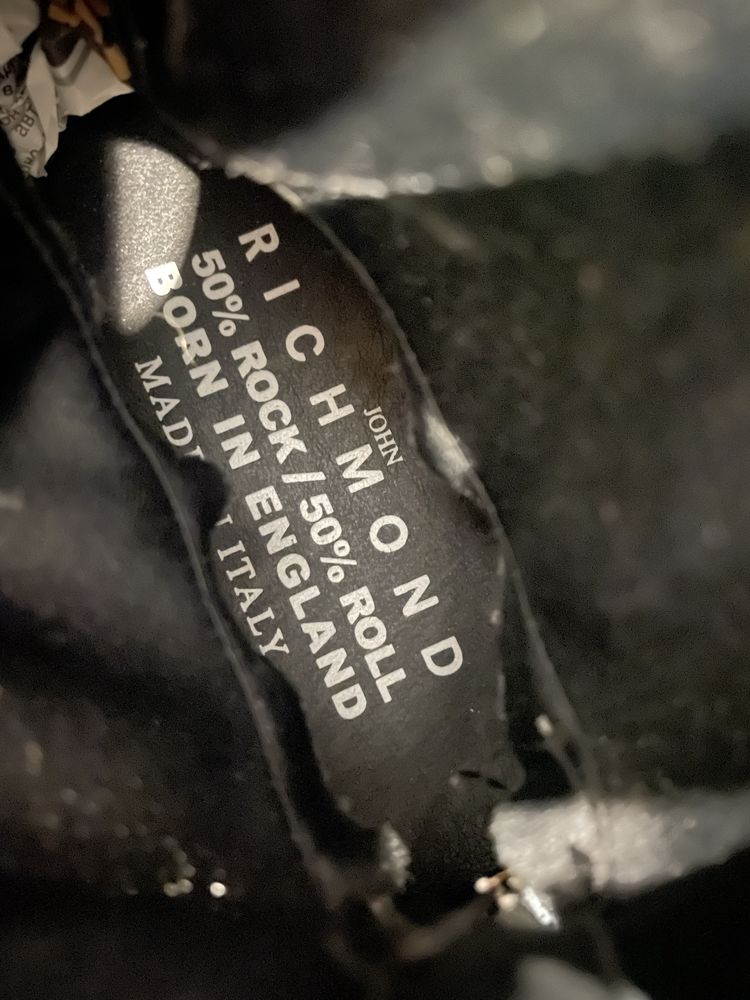 JOHN
RICHMOND
50% ROCK/50% ROLL
BORN IN ENGLAND
ITALY